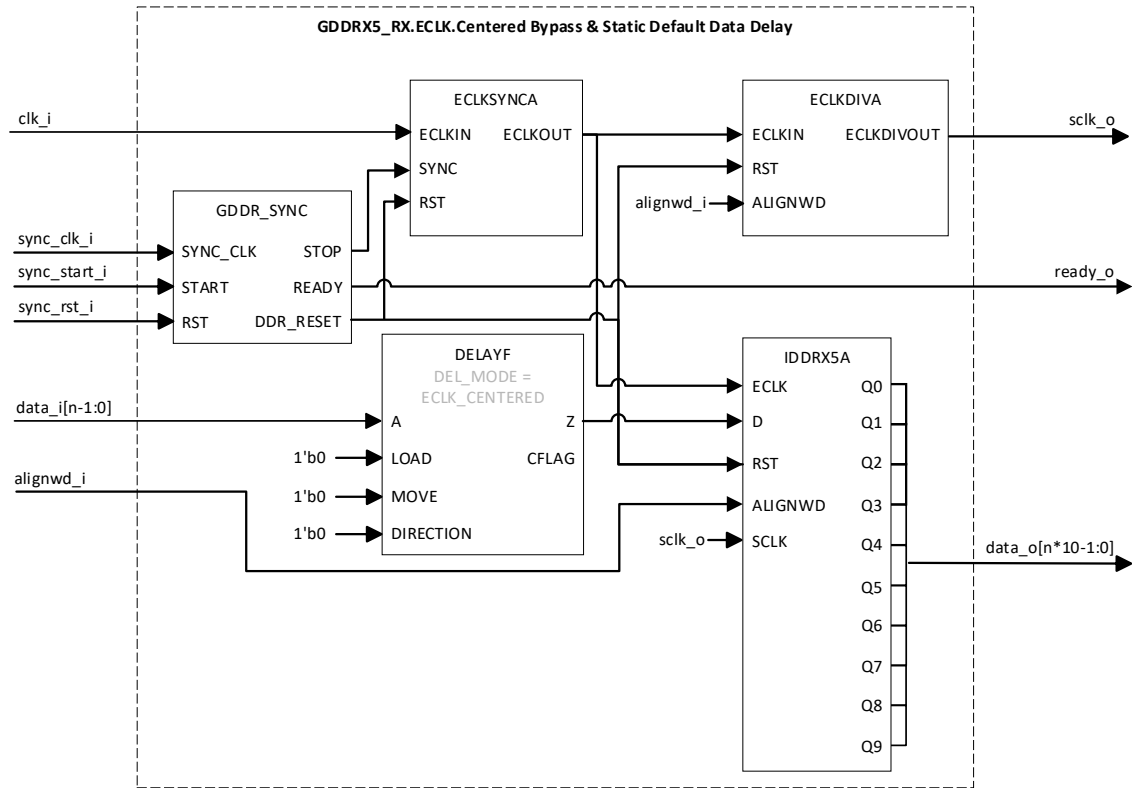 GDDRX5_RX.ECLK.Centered Bypass & Static Default Data Delay
clk_i
sync_clk_i
sync_start_i
sync_rst_i
data_i[n-1:0]
alignwd_i
GDDR_SYNC
SYNC_CLK STOP
START READY
RST DDR_RESET
ECLKSYNCA
ECLKIN ECLKOUT
SYNC
RST
DELAYF
DEL_MODE =
ECLK_CENTERED
A Z
1'b0 LOAD CFLAG
1'b0 MOVE
1'b0 DIRECTION
ECLKDIVA
ECLKIN ECLKDIVOUT
RST
alignwd_i ALIGNWD
IDDRX5A
ECLK Q0
D Q1
RST Q2
ALIGNWD Q3
sclk_o SCLK Q4
Q5
Q6
Q7
Q8
Q9
sclk_o
ready_o
data_o[n*10-1:0]